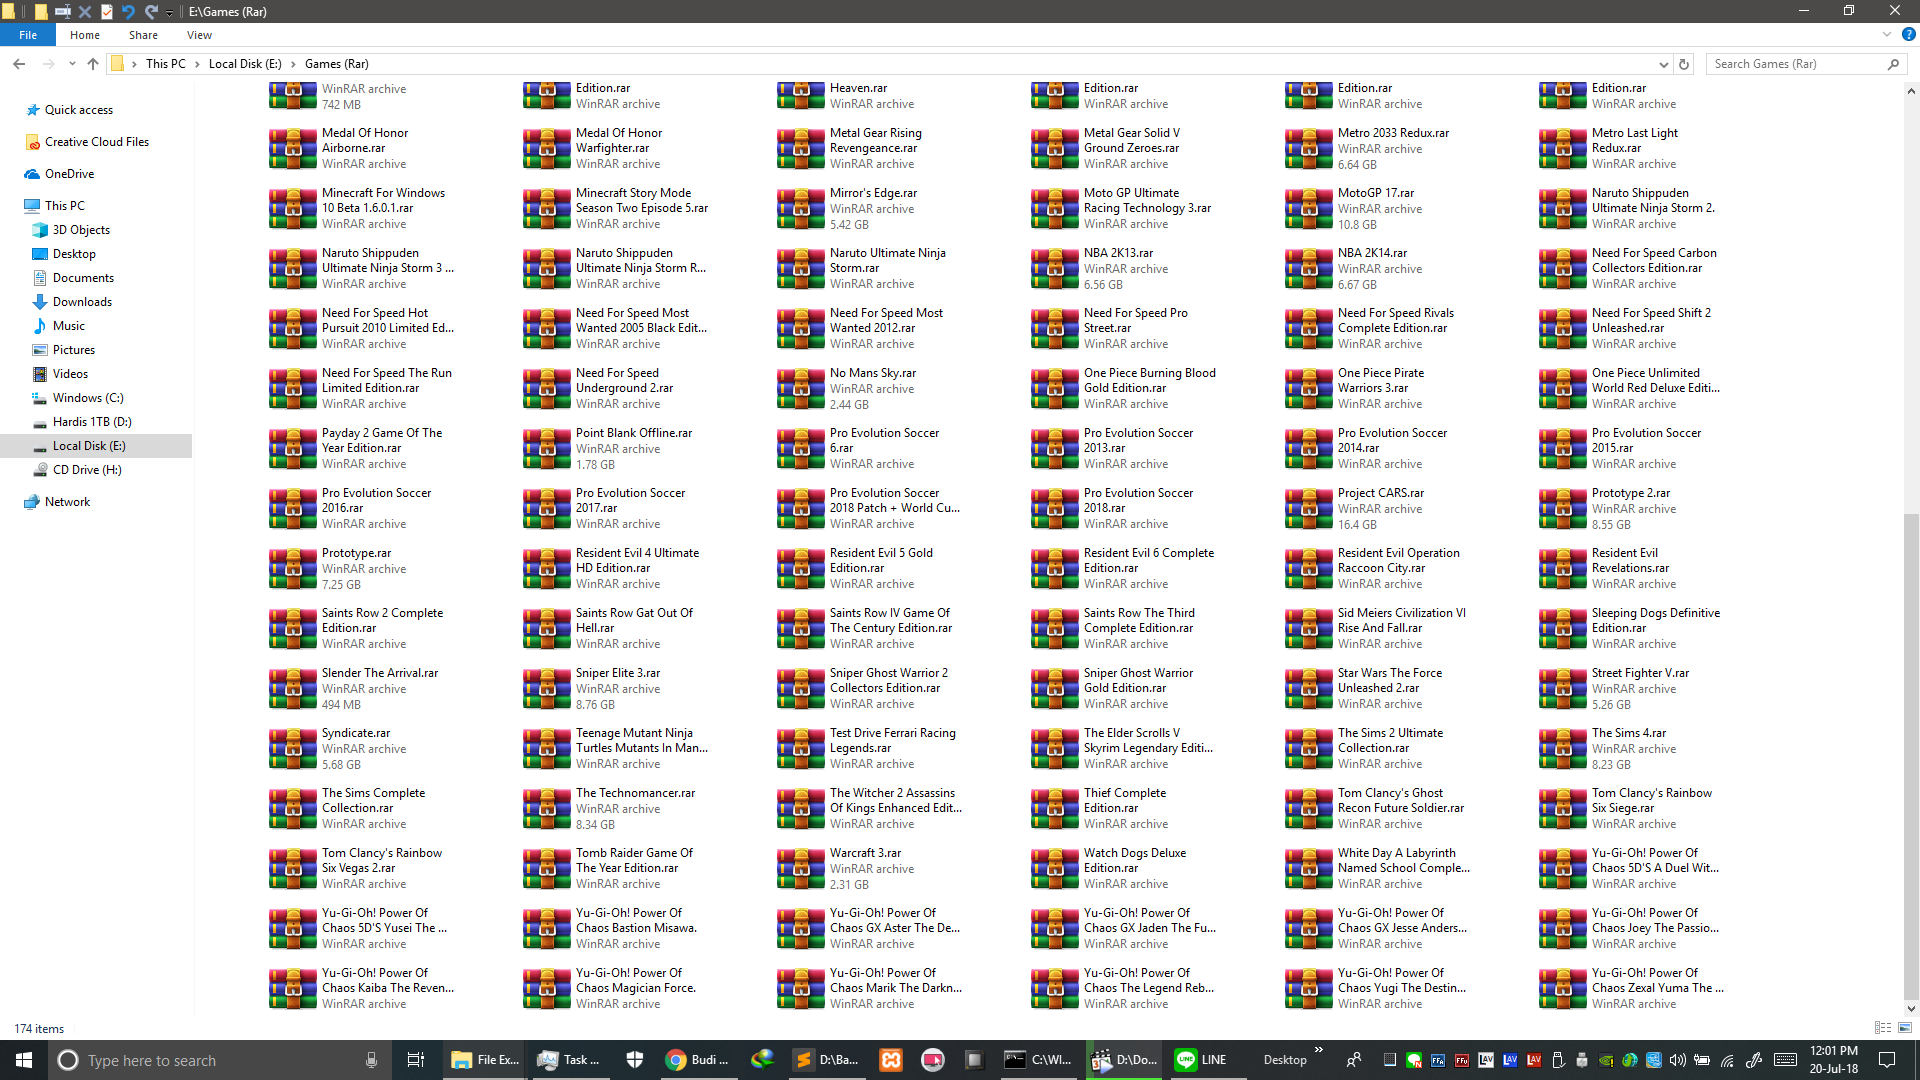 E:\Games (Rar)
File
Home
Share
View
This PC
Local Disk (E:)
Games (Rar)
Search Games (Rar)
Quick access
Creative Cloud Files
OneDrive
This PC
3D Objects
Desktop
Documents
Downloads
Music
Pictures
Videos
Windows (C:)
Hardis 1TB (D:)
Local Disk (E:)
CD Drive (H:)
Network
WinRAR archive
742 MB
Edition.rar
WinRAR archive
Heaven.rar
WinRAR archive
Edition.rar
WinRAR archive
Edition.rar
WinRAR archive
Edition.rar
WinRAR archive
Medal Of Honor
Airborne.rar
WinRAR archive
Medal Of Honor
Warfighter.rar
WinRAR archive
Metal Gear Rising
Revengeance.rar
WinRAR archive
Metal Gear Solid V
Ground Zeroes.rar
WinRAR archive
Metro 2033 Redux.rar
WinRAR archive
6.64 GB
Metro Last Light
Redux.rar
WinRAR archive
Minecraft For Windows
10 Beta 1.6.0.1.rar
WinRAR archive
Minecraft Story Mode
Season Two Episode 5.rar
WinRAR archive
Mirror's Edge.rar
WinRAR archive
5.42 GB
Moto GP Ultimate
Racing Technology 3.rar
WinRAR archive
MotoGP 17.rar
WinRAR archive
10.8 GB
Naruto Shippuden
Ultimate Ninja Storm 2.
WinRAR archive
Naruto Shippuden
Ultimate Ninja Storm 3 ...
WinRAR archive
Naruto Shippuden
Ultimate Ninja Storm R...
WinRAR archive
Naruto Ultimate Ninja
Storm.rar
WinRAR archive
NBA 2K13.rar
WinRAR archive
6.56 GB
NBA 2K14.rar
WinRAR archive
6.67 GB
Need For Speed Carbon
Collectors Edition.rar
WinRAR archive
Need For Speed Hot
Pursuit 2010 Limited Ed...
WinRAR archive
Need For Speed Most
Wanted 2005 Black Edit...
WinRAR archive
Need For Speed Most
Wanted 2012.rar
WinRAR archive
Need For Speed Pro
Street.rar
WinRAR archive
Need For Speed Rivals
Complete Edition.rar
WinRAR archive
Need For Speed Shift 2
Unleashed.rar
WinRAR archive
Need For Speed The Run
Limited Edition.rar
WinRAR archive
Need For Speed
Underground 2.rar
WinRAR archive
No Mans Sky.rar
WinRAR archive
2.44 GB
One Piece Burning Blood
Gold Edition.rar
WinRAR archive
One Piece Pirate
Warriors 3.rar
WinRAR archive
One Piece Unlimited
World Red Deluxe Editi...
WinRAR archive
Payday 2 Game Of The
Year Edition.rar
WinRAR archive
Point Blank Offline.rar
WinRAR archive
1.78 GB
Pro Evolution Soccer
6.rar
WinRAR archive
Pro Evolution Soccer
2013.rar
WinRAR archive
Pro Evolution Soccer
2014.rar
WinRAR archive
Pro Evolution Soccer
2015.rar
WinRAR archive
Pro Evolution Soccer
2016.rar
WinRAR archive
Pro Evolution Soccer
2017.rar
WinRAR archive
Pro Evolution Soccer
2018 Patch + World Cu...
WinRAR archive
Pro Evolution Soccer
2018.rar
WinRAR archive
Project CARS.rar
WinRAR archive
16.4 GB
Prototype 2.rar
WinRAR archive
8.55 GB
Prototype.rar
WinRAR archive
7.25 GB
Resident Evil 4 Ultimate
HD Edition.rar
WinRAR archive
Resident Evil 5 Gold
Edition.rar
WinRAR archive
Resident Evil 6 Complete
Edition.rar
WinRAR archive
Resident Evil Operation
Raccoon City.rar
WinRAR archive
Resident Evil
Revelations.rar
WinRAR archive
Saints Row 2 Complete
Edition.rar
WinRAR archive
Saints Row Gat Out Of
Hell.rar
WinRAR archive
Saints Row IV Game Of
The Century Edition.rar
WinRAR archive
Saints Row The Third
Complete Edition.rar
WinRAR archive
Sid Meiers Civilization VI
Rise And Fall.rar
WinRAR archive
Sleeping Dogs Definitive
Edition.rar
WinRAR archive
Slender The Arrival.rar
WinRAR archive
494 MB
Sniper Elite 3.rar
WinRAR archive
8.76 GB
Sniper Ghost Warrior 2
Collectors Edition.rar
WinRAR archive
Sniper Ghost Warrior
Gold Edition.rar
WinRAR archive
Star Wars The Force
Unleashed 2.rar
WinRAR archive
Street Fighter V.rar
WinRAR archive
5.26 GB
Syndicate.rar
WinRAR archive
5.68 GB
Teenage Mutant Ninja
Turtles Mutants In Man...
WinRAR archive
Test Drive Ferrari Racing
Legends.rar
WinRAR archive
The Elder Scrolls V
Skyrim Legendary Editi...
WinRAR archive
The Sims 2 Ultimate
Collection.rar
WinRAR archive
The Sims 4.rar
WinRAR archive
8.23 GB
The Sims Complete
Collection.rar
WinRAR archive
The Technomancer.rar
WinRAR archive
8.34 GB
The Witcher 2 Assassins
Of Kings Enhanced Edit...
WinRAR archive
Thief Complete
Edition.rar
WinRAR archive
Tom Clancy's Ghost
Recon Future Soldier.rar
WinRAR archive
Tom Clancy's Rainbow
Six Siege.rar
WinRAR archive
Tom Clancy's Rainbow
Six Vegas 2.rar
WinRAR archive
Tomb Raider Game Of
The Year Edition.rar
WinRAR archive
Warcraft 3.rar
WinRAR archive
2.31 GB
Watch Dogs Deluxe
Edition.rar
WinRAR archive
White Day A Labyrinth
Named School Comple...
WinRAR archive
Yu-Gi-Oh! Power Of
Chaos 5D'S A Duel Wit...
WinRAR archive
Yu-Gi-Oh! Power Of
Chaos 5D'S Yusei The ...
WinRAR archive
Yu-Gi-Oh! Power Of
Chaos Bastion Misawa.
WinRAR archive
Yu-Gi-Oh! Power Of
Chaos GX Aster The De...
WinRAR archive
Yu-Gi-Oh! Power Of
Chaos GX Jaden The Fu...
WinRAR archive
Yu-Gi-Oh! Power Of
Chaos GX Jesse Anders...
WinRAR archive
Yu-Gi-Oh! Power Of
Chaos Joey The Passio...
WinRAR archive
Yu-Gi-Oh! Power Of
Chaos Kaiba The Reven...
WinRAR archive
Yu-Gi-Oh! Power Of
Chaos Magician Force.
WinRAR archive
Yu-Gi-Oh! Power Of
Chaos Marik The Darkn...
WinRAR archive
Yu-Gi-Oh! Power Of
Chaos The Legend Reb...
WinRAR archive
Yu-Gi-Oh! Power Of
Chaos Yugi The Destin...
WinRAR archive
Yu-Gi-Oh! Power Of
Chaos Zexal Yuma The ...
WinRAR archive
174 items
Type here to search
File Ex...
Task ...
Budi ...
D:\Ba...
C:\WI...
D:\Do...
LINE
Desktop
12:01 PM
20-Jul-18